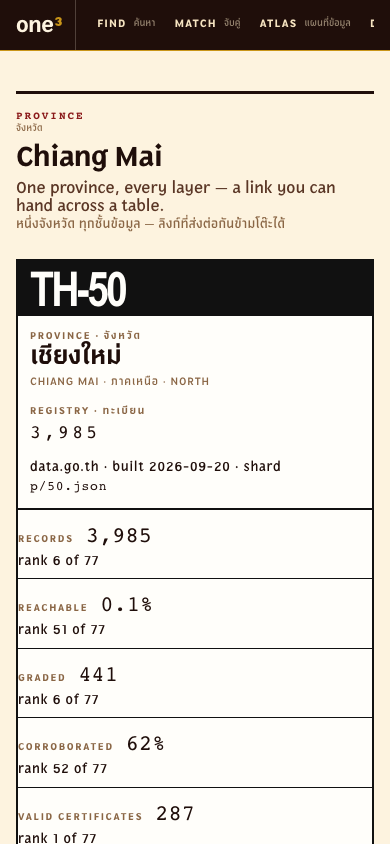 one³ FIND ค้นหา MATCH จับคู่ ATLAS แผนที่ข้อมูล
PROVINCE
จังหวัด
Chiang Mai
One province, every layer — a link you can
hand across a table.
หนึ่งจังหวัด ทุกชั้นข้อมูล — ลิงก์ที่ส่งต่อกันข้ามโต๊ะได้
TH-50
PROVINCE · จังหวัด
เชียงใหม่
CHIANG MAI · ภาคเหนือ · NORTH
REGISTRY · ทะเบียน
3,985
data.go.th · built 2026-09-20 · shard
p/50.json
RECORDS 3,985
rank 6 of 77
REACHABLE 0.1%
rank 51 of 77
GRADED 441
rank 6 of 77
CORROBORATED 62%
rank 52 of 77
VALID CERTIFICATES 287
rank 1 of 77